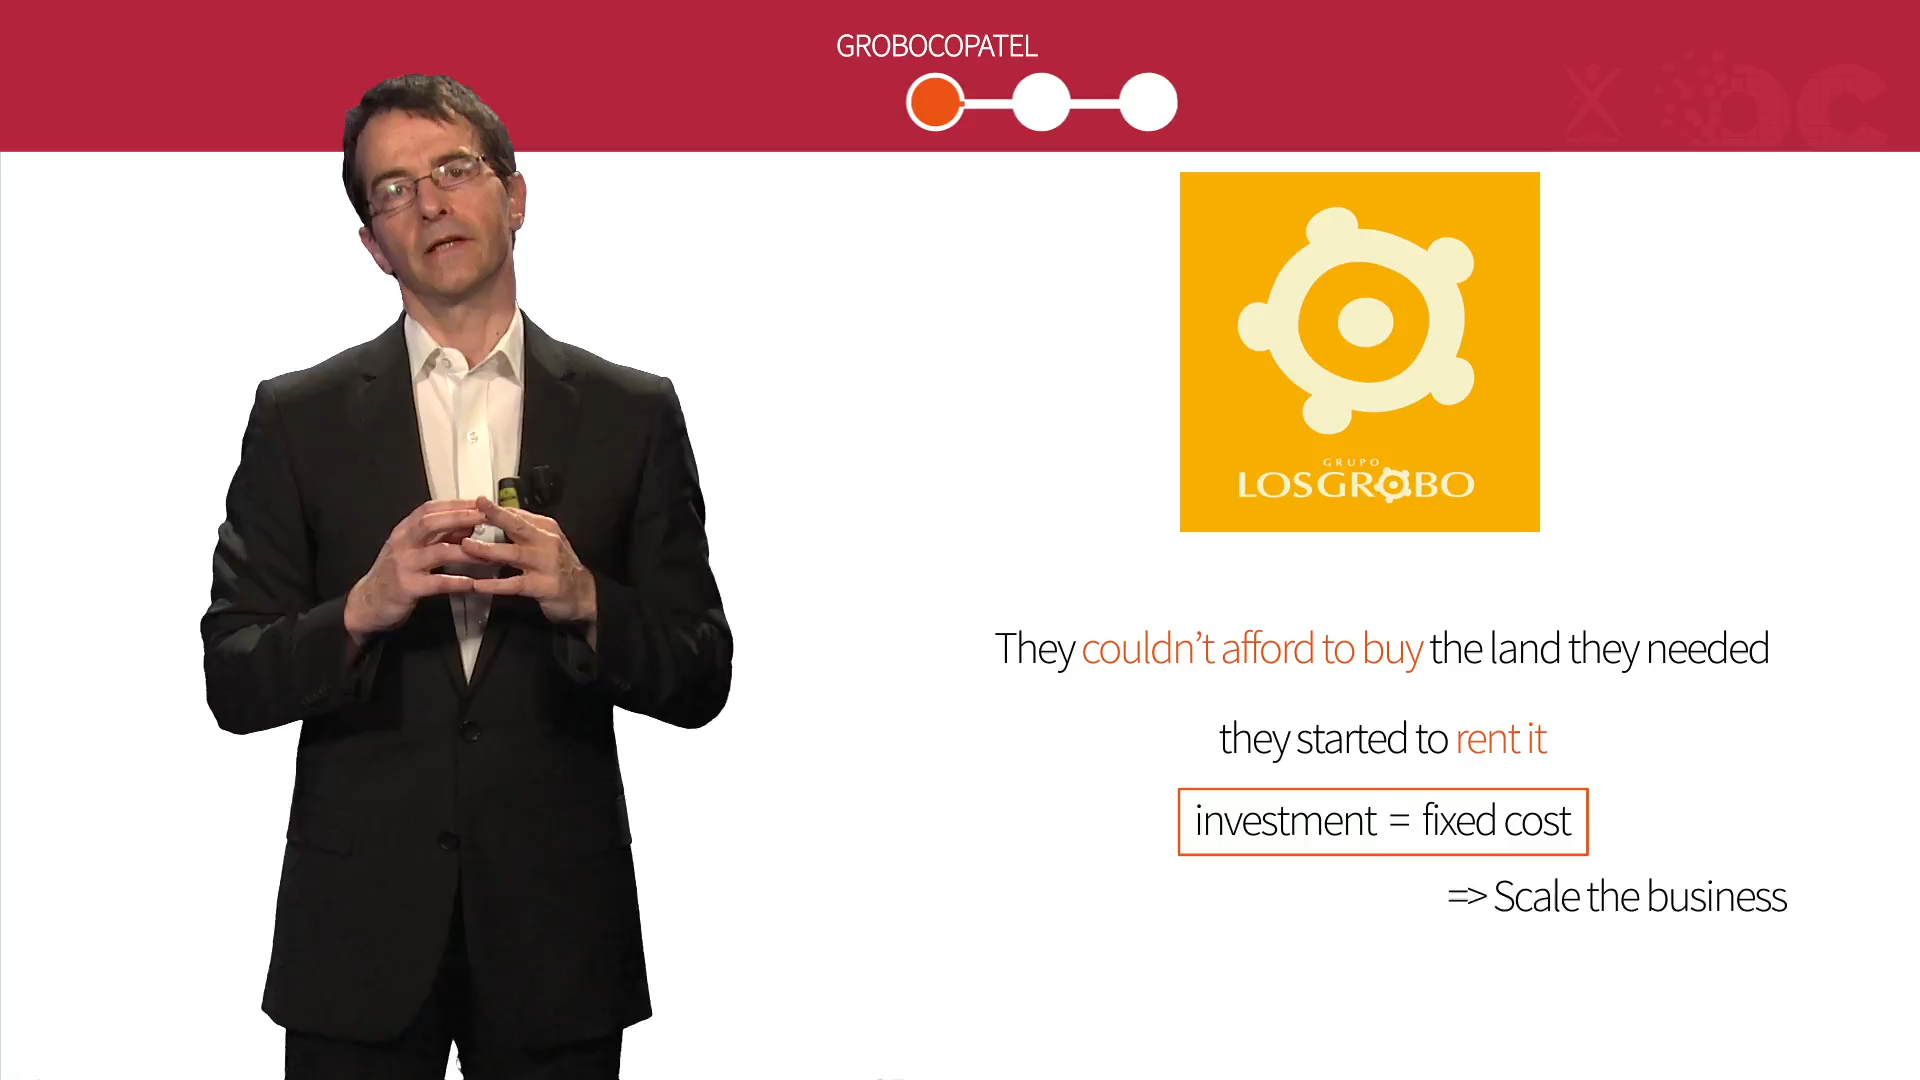 GROBOCOPATEL
GRUPO
LOSGROBO
They couldn't afford to buy the land they needed
they started to rent it
investment = fixed cost
=> Scale the business